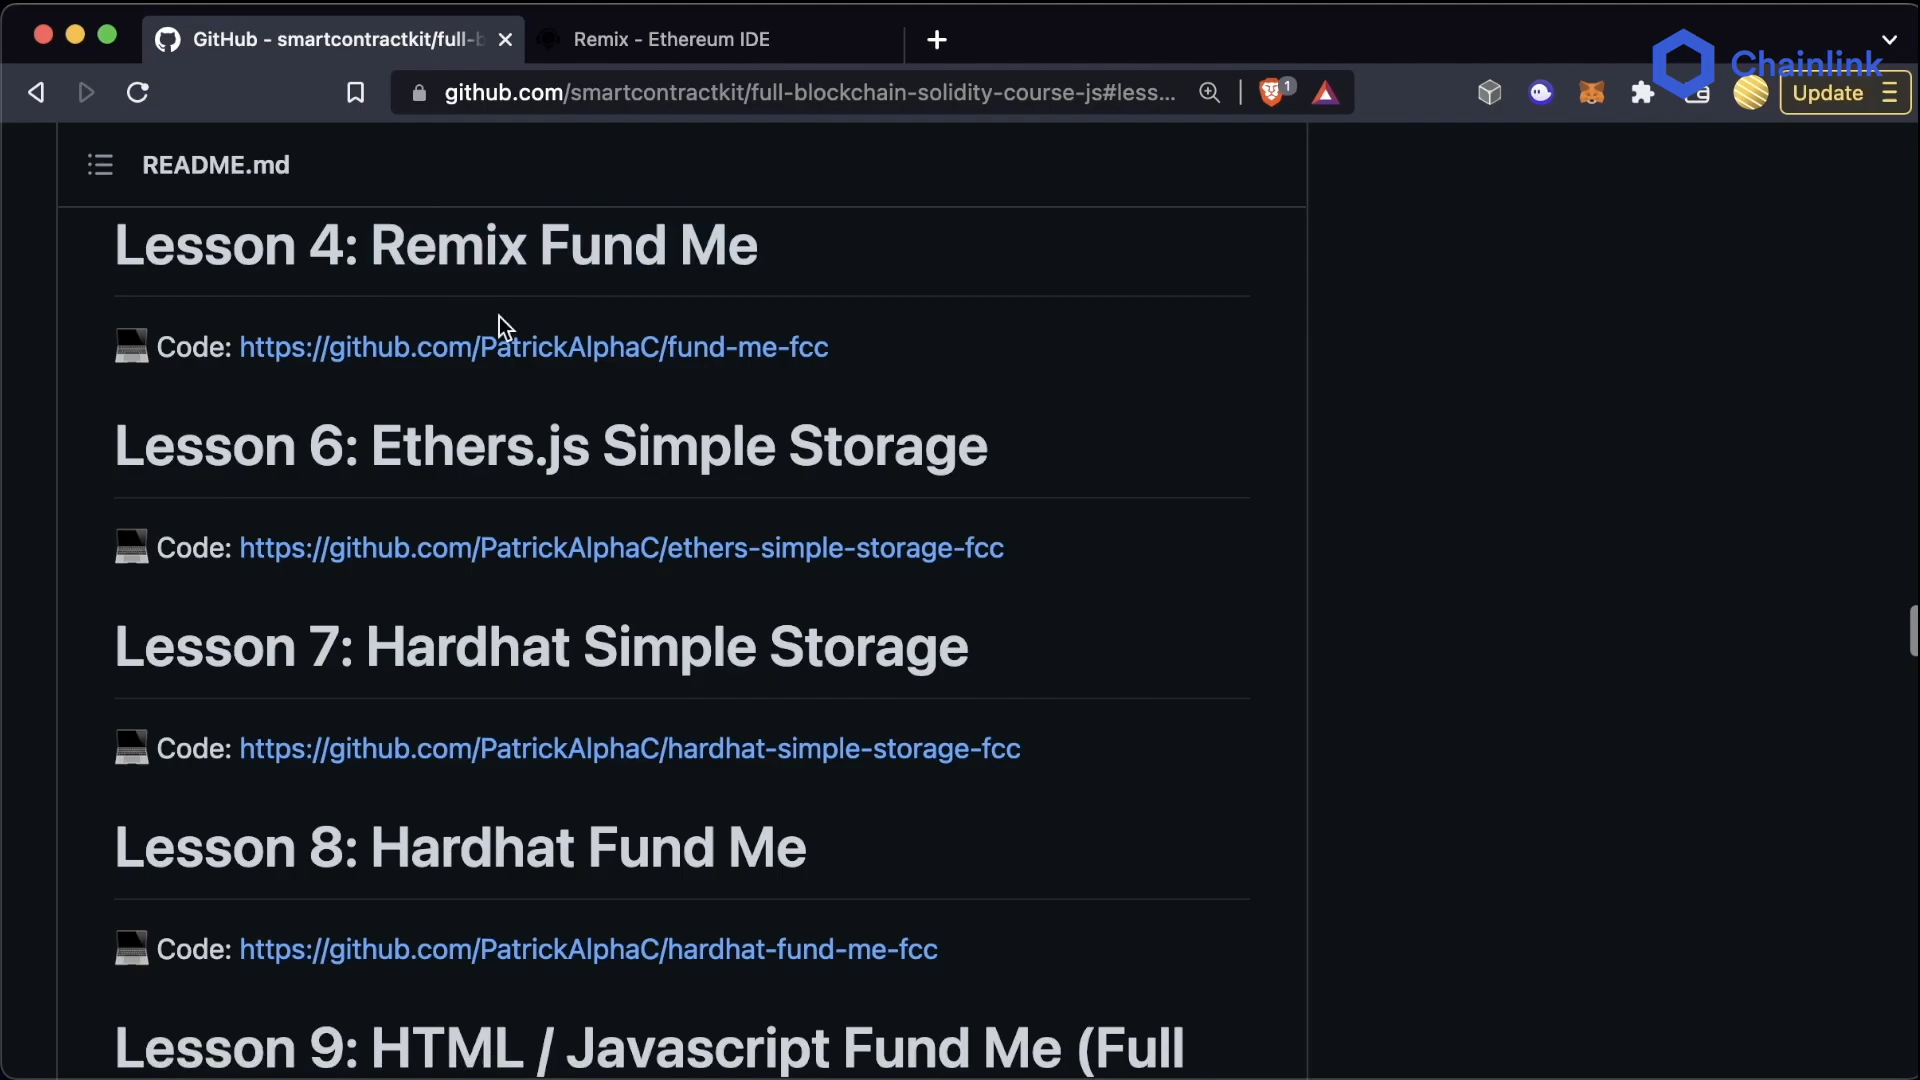 GitHub - smartcontractkit/full-b
Remix - Ethereum IDE
Chainlink
github.com/smartcontractkit/full-blockchain-solidity-course-js#less...
1
Update
README.md
Lesson 4: Remix Fund Me
Code: https://github.com/PatrickAlphaC/fund-me-fcc
Lesson 6: Ethers.js Simple Storage
Code: https://github.com/PatrickAlphaC/ethers-simple-storage-fcc
Lesson 7: Hardhat Simple Storage
Code: https://github.com/PatrickAlphaC/hardhat-simple-storage-fcc
Lesson 8: Hardhat Fund Me
Code: https://github.com/PatrickAlphaC/hardhat-fund-me-fcc
Lesson 9: HTML / Javascript Fund Me (Full